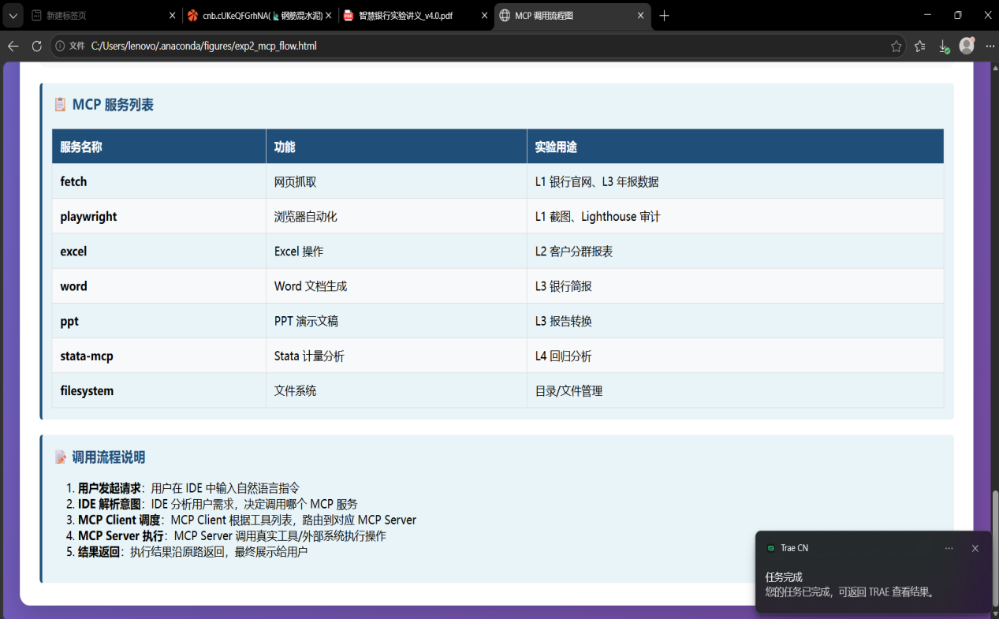 新建标签页
cnb.cUKeQFGrhNA(钢筋混水泥)
智慧银行实验讲义_v4.0.pdf
MCP 调用流程图
文件 C:/Users/lenovo/.anaconda/figures/exp2_mcp_flow.html
MCP 服务列表
服务名称 功能 实验用途
fetch 网页抓取 L1 银行官网、L3 年报数据
playwright 浏览器自动化 L1 截图、Lighthouse 审计
excel Excel 操作 L2 客户分群报表
word Word 文档生成 L3 银行简报
ppt PPT 演示文稿 L3 报告转换
stata-mcp Stata 计量分析 L4 回归分析
filesystem 文件系统 目录/文件管理
调用流程说明
1. 用户发起请求：用户在 IDE 中输入自然语言指令
2. IDE 解析意图：IDE 分析用户需求，决定调用哪个 MCP 服务
3. MCP Client 调度：MCP Client 根据工具列表，路由到对应 MCP Server
4. MCP Server 执行：MCP Server 调用真实工具/外部系统执行操作
5. 结果返回：执行结果沿原路返回，最终展示给用户
Trae CN
任务完成
您的任务已完成，可返回 TRAE 查看结果。